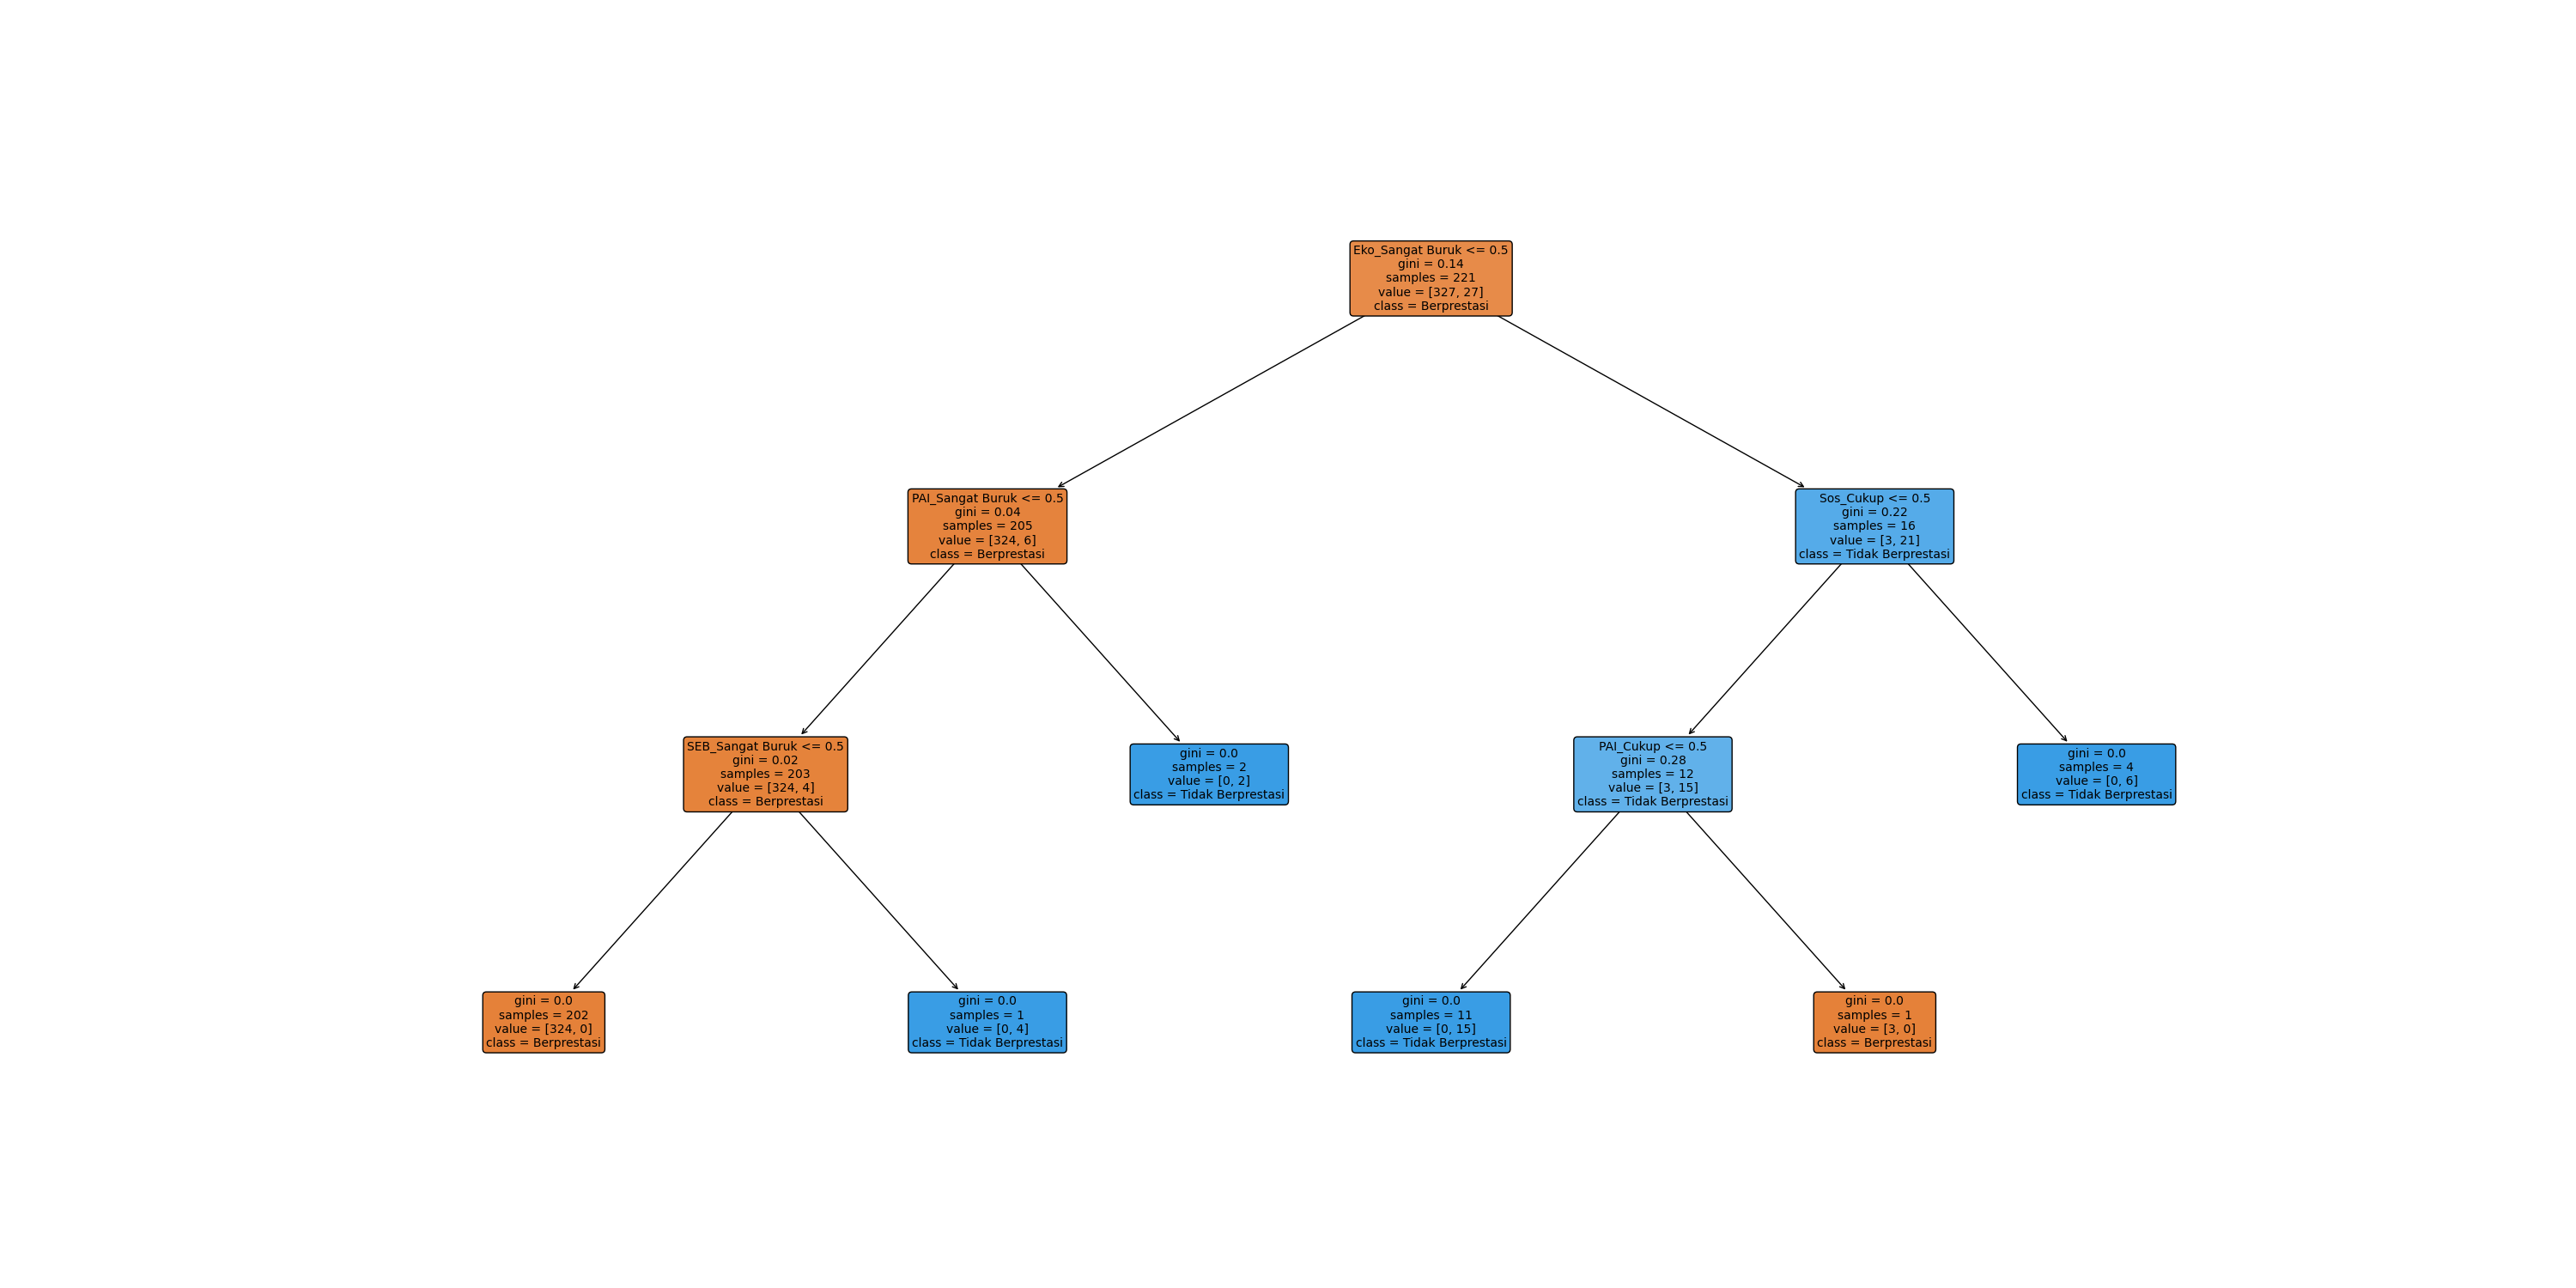 Eko_Sangat Buruk <= 0.5
gini = 0.14
samples = 221
value = [327, 27]
class = Berprestasi
PAI_Sangat Buruk <= 0.5
gini = 0.04
samples = 205
value = [324, 6]
class = Berprestasi
Sos_Cukup <= 0.5
gini = 0.22
samples = 16
value = [3, 21]
class = Tidak Berprestasi
SEB_Sangat Buruk <= 0.5
gini = 0.02
samples = 203
value = [324, 4]
class = Berprestasi
gini = 0.0
samples = 2
value = [0, 2]
class = Tidak Berprestasi
PAI_Cukup <= 0.5
gini = 0.28
samples = 12
value = [3, 15]
class = Tidak Berprestasi
gini = 0.0
samples = 4
value = [0, 6]
class = Tidak Berprestasi
gini = 0.0
samples = 202
value = [324, 0]
class = Berprestasi
gini = 0.0
samples = 1
value = [0, 4]
class = Tidak Berprestasi
gini = 0.0
samples = 11
value = [0, 15]
class = Tidak Berprestasi
gini = 0.0
samples = 1
value = [3, 0]
class = Berprestasi